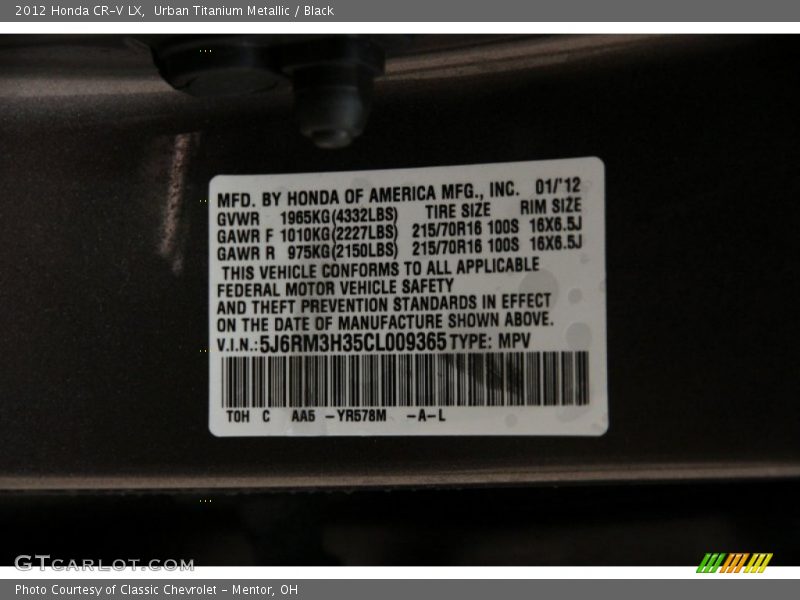 2012 Honda CR-V LX, Urban Titanium Metallic / Black
MFD. BY HONDA OF AMERICA MFG., INC. 01/'12
GVWR 1965KG(4332LBS) TIRE SIZE RIM SIZE
GAWR F 1010KG(2227LBS) 215/70R16 100S 16X6.5J
GAWR R 975KG(2150LBS) 215/70R16 100S 16X6.5J
THIS VEHICLE CONFORMS TO ALL APPLICABLE
FEDERAL MOTOR VEHICLE SAFETY
AND THEFT PREVENTION STANDARDS IN EFFECT
ON THE DATE OF MANUFACTURE SHOWN ABOVE.
V.I.N.:5J6RM3H35CL009365 TYPE: MPV
TOH C AA5 -YR578M -A-L
GTCARLOT.COM
Photo Courtesy of Classic Chevrolet - Mentor, OH